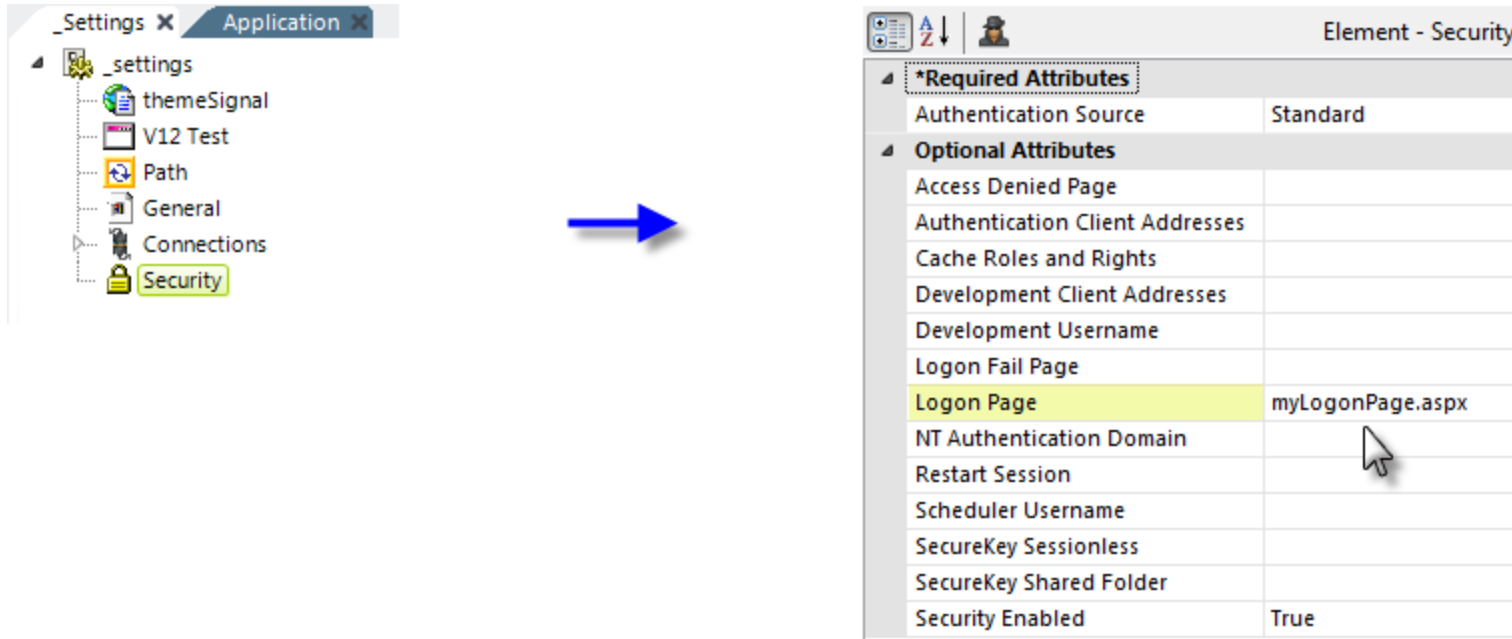 _Settings Application
_settings
themeSignal
V12 Test
Path
General
Connections
Security
Element - Security
*Required Attributes
Authentication Source Standard
Optional Attributes
Access Denied Page
Authentication Client Addresses
Cache Roles and Rights
Development Client Addresses
Development Username
Logon Fail Page
Logon Page myLogonPage.aspx
NT Authentication Domain
Restart Session
Scheduler Username
SecureKey Sessionless
SecureKey Shared Folder
Security Enabled True